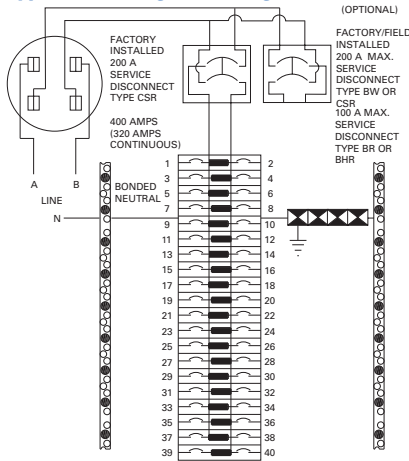 (OPTIONAL)
FACTORY
INSTALLED
200 A
SERVICE
DISCONNECT
TYPE CSR
400 AMPS
(320 AMPS
CONTINUOUS)
FACTORY/FIELD
INSTALLED
200 A MAX.
SERVICE
DISCONNECT
TYPE BW OR
CSR
100 A MAX.
SERVICE
DISCONNECT
TYPE BR OR
BHR
A B
LINE
N
BONDED
NEUTRAL
1 2
3 4
5 6
7 8
9 10
11 12
13 14
15 16
17 18
19 20
21 22
23 24
25 26
27 28
29 30
31 32
33 34
35 36
37 38
39 40